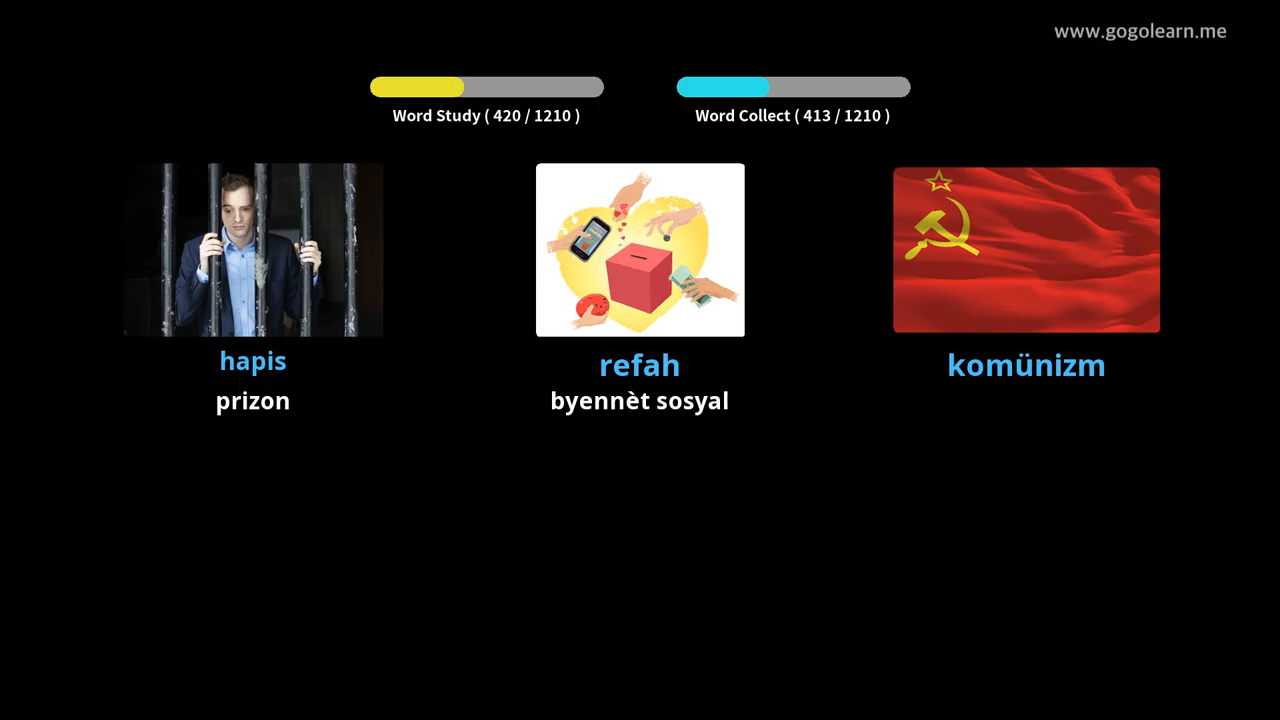 www.gogolearn.me
Word Study ( 420 / 1210 )
Word Collect ( 413 / 1210 )
hapis
prizon
refah
byennèt sosyal
komünizm